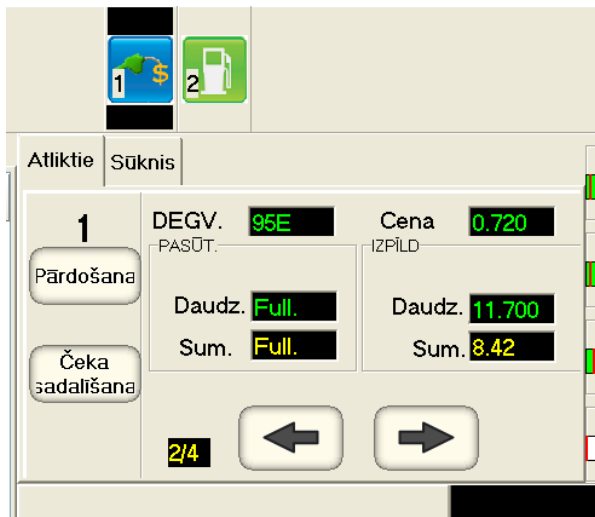 1 $ 2
Atliktie Sūknis
1 DEGV. 95E Cena 0.720
PASŪT. IZPĪLD
Pārdošana
Daudz. Full. Daudz. 11.700
Sum. Full. Sum. 8.42
Čeka
sadalīšana
2/4